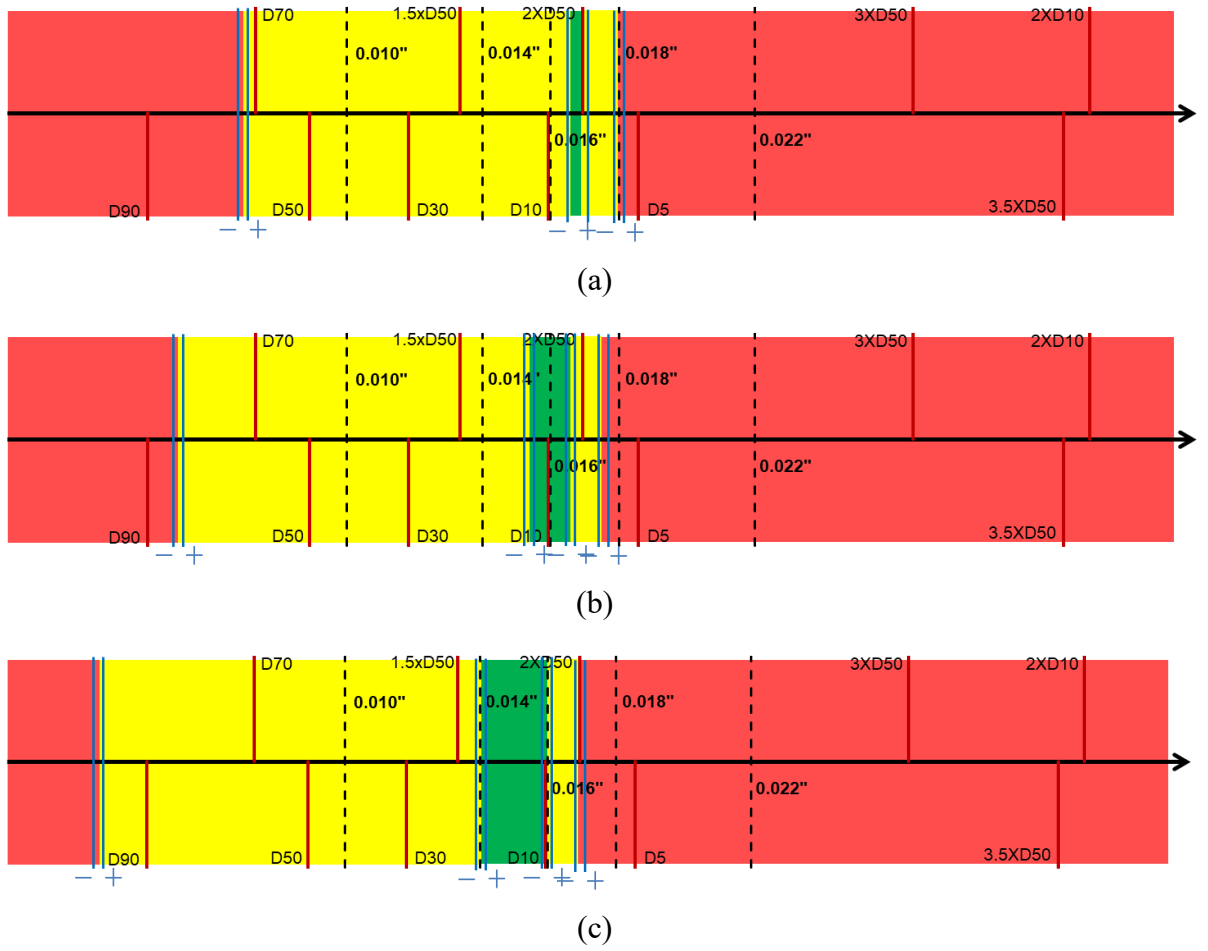 D70 1.5xD50 2XD50 3XD50 2XD10
0.010" 0.014" 0.018"
0.016" 0.022"
D90 D50 D30 D10 D5 3.5XD50
− + − + − +
(a)
D70 1.5xD50 2XD50 3XD50 2XD10
0.010" 0.014" 0.018"
0.016" 0.022"
D90 D50 D30 D10 D5 3.5XD50
− + − + − + − +
(b)
D70 1.5xD50 2XD50 3XD50 2XD10
0.010" 0.014" 0.018"
0.016" 0.022"
D90 D50 D30 D10 D5 3.5XD50
− + − + − + − +
(c)